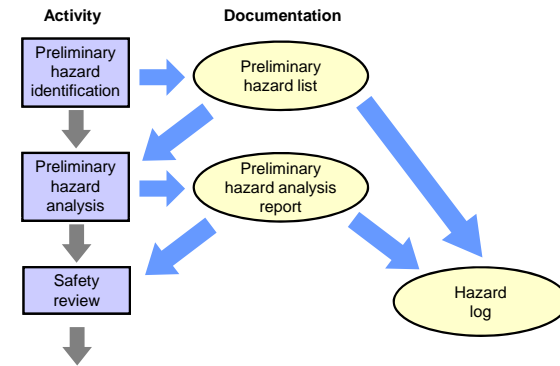 Activity
Documentation
Preliminary
hazard
identification
Preliminary
hazard list
Preliminary
hazard
analysis
Preliminary
hazard analysis
report
Safety
review
Hazard
log